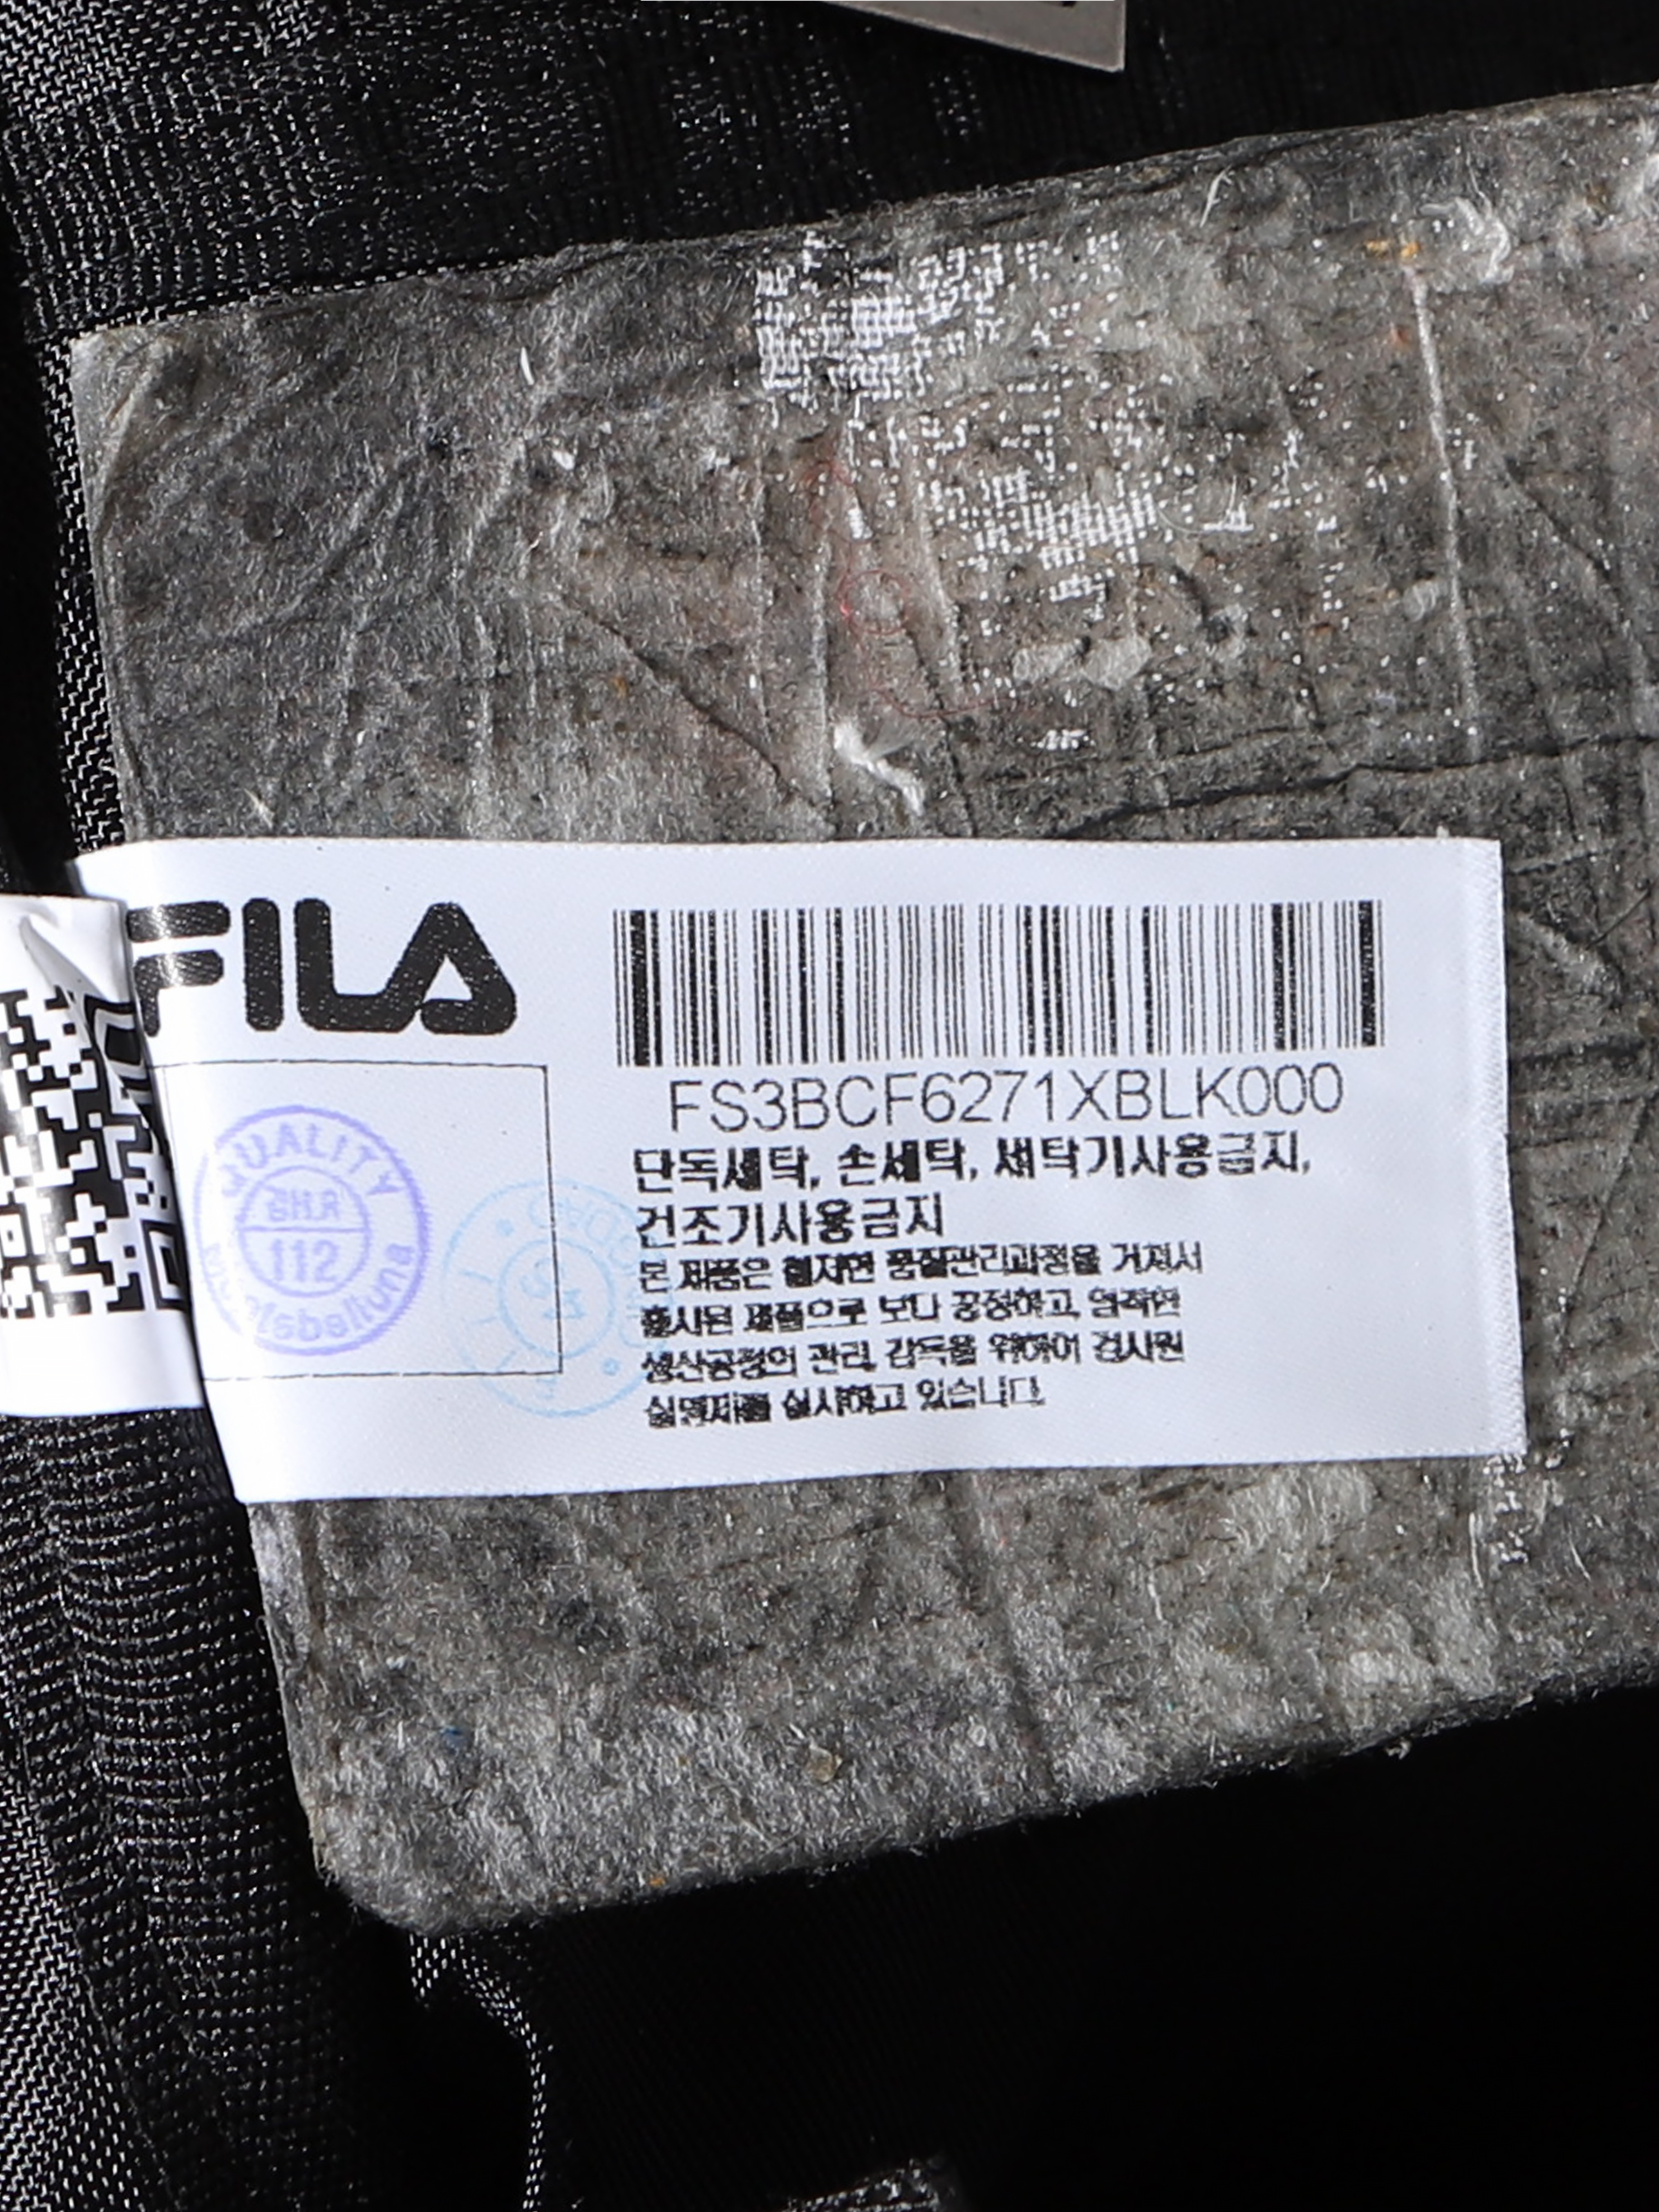 FILA
FS3BCF6271XBLK000
단독세탁, 손세탁, 세탁기사용금지,
건조기사용금지
본 제품은 철저한 품질관리과정을 거쳐서
출시된 제품으로 보다 공정하고, 엄격한
생산공정의 관리, 감독을 위하여 검사원
실명제를 실시하고 있습니다.
QUALITY
112